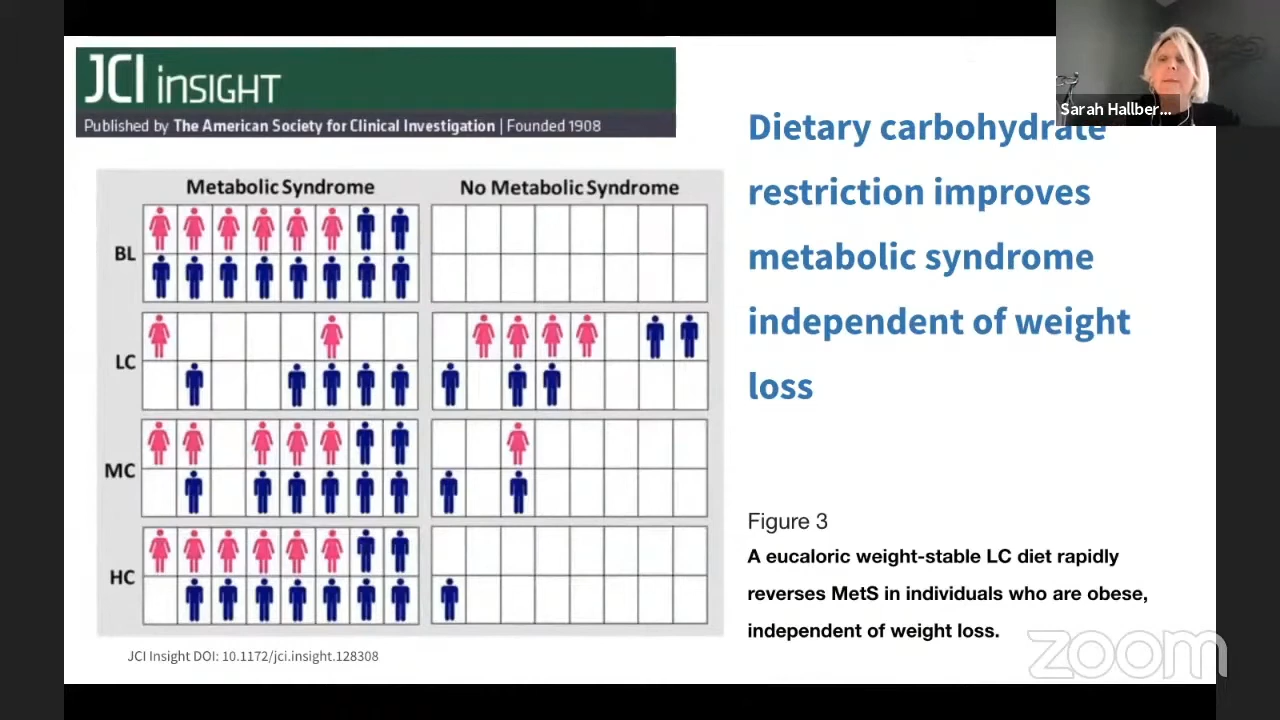 JCI insight
Published by The American Society for Clinical Investigation | Founded 1908
Sarah Hallber...
Dietary carbohydrate
restriction improves
metabolic syndrome
independent of weight
loss
Metabolic Syndrome
No Metabolic Syndrome
BL
LC
MC
HC
Figure 3
A eucaloric weight-stable LC diet rapidly
reverses MetS in individuals who are obese,
independent of weight loss.
JCI Insight DOI: 10.1172/jci.insight.128308
zoom